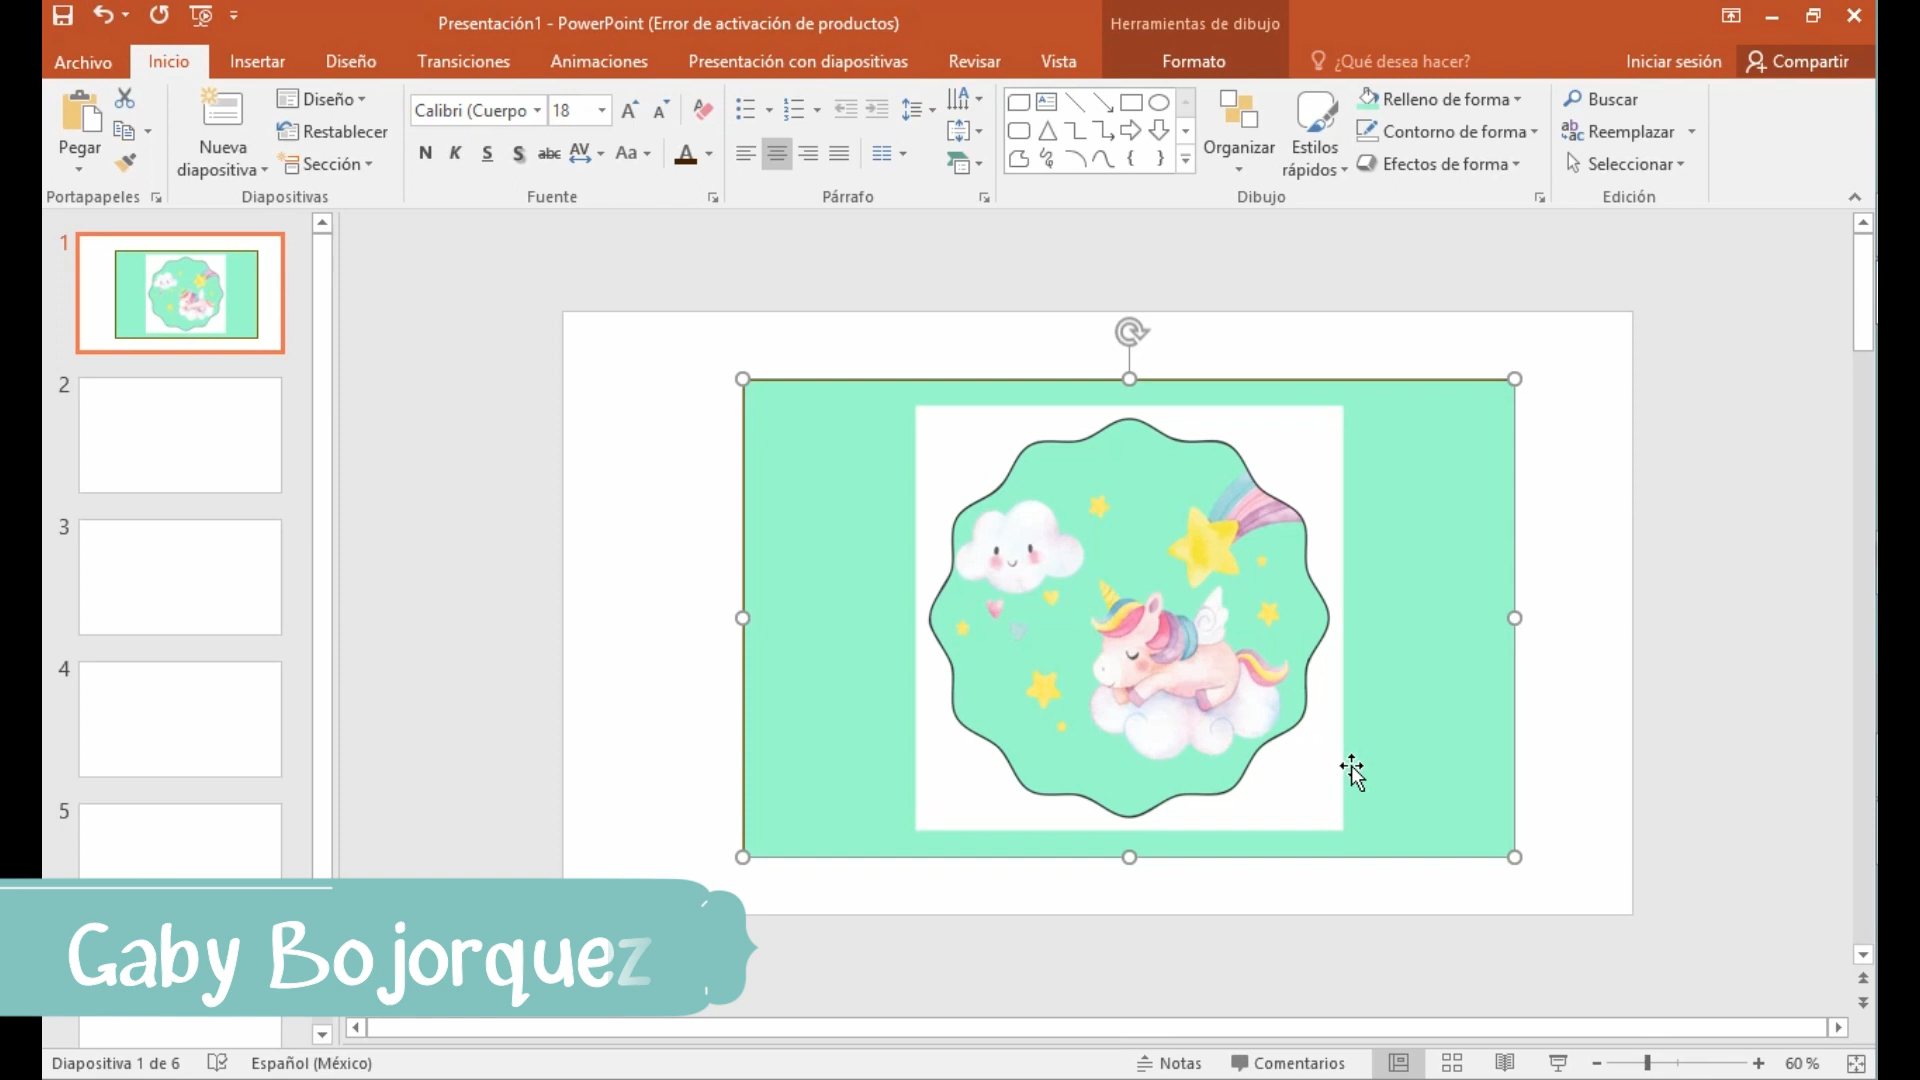 Presentación1 - PowerPoint (Error de activación de productos)
Herramientas de dibujo
Archivo
Inicio
Insertar
Diseño
Transiciones
Animaciones
Presentación con diapositivas
Revisar
Vista
Formato
¿Qué desea hacer?
Iniciar sesión
Compartir
Pegar
Nueva
diapositiva
Diseño
Restablecer
Sección
Calibri (Cuerpo
18
N K S S abc AV Aa A
Organizar
Estilos
rápidos
Relleno de forma
Contorno de forma
Efectos de forma
Buscar
Reemplazar
Seleccionar
Portapapeles
Diapositivas
Fuente
Párrafo
Dibujo
Edición
1
2
3
4
5
Gaby Bojorquez
Diapositiva 1 de 6
Español (México)
Notas
Comentarios
60 %